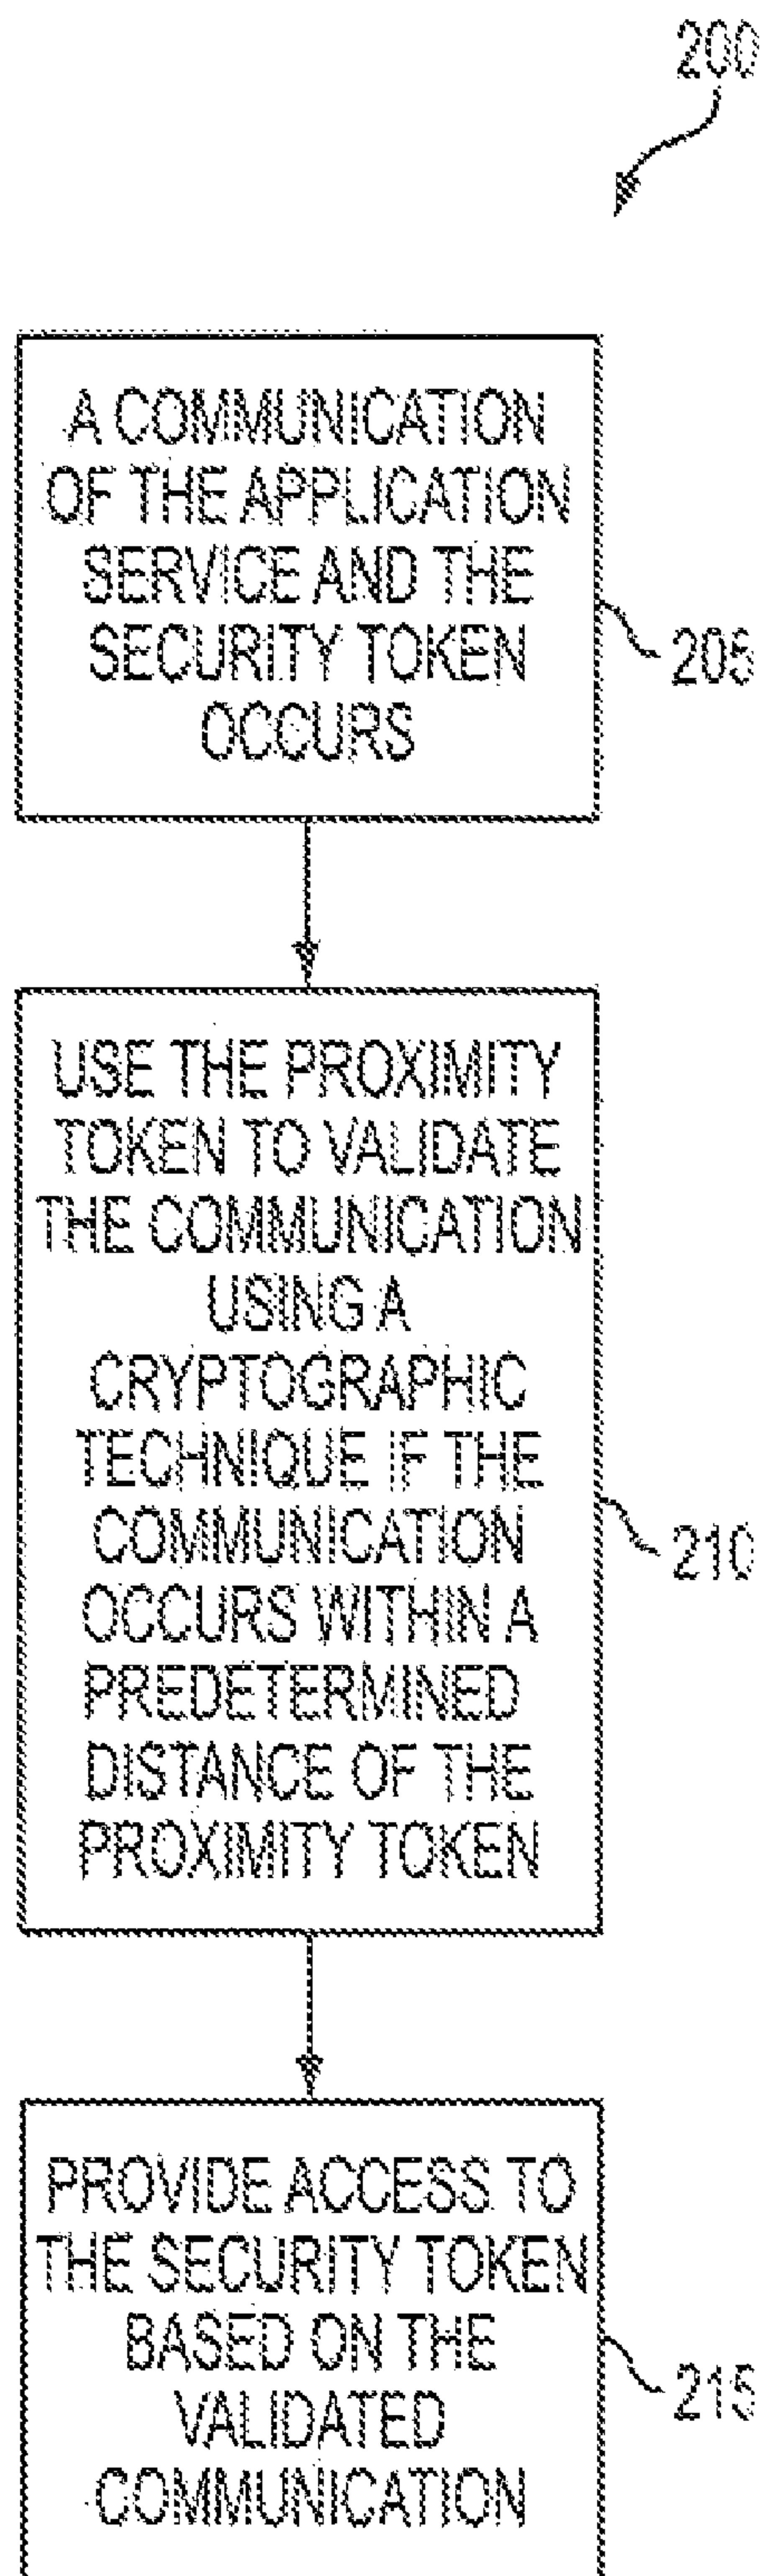 200
A COMMUNICATION
OF THE APPLICATION
SERVICE AND THE
SECURITY TOKEN
OCCURS
205
USE THE PROXIMITY
TOKEN TO VALIDATE
THE COMMUNICATION
USING A
CRYPTOGRAPHIC
TECHNIQUE IF THE
COMMUNICATION
OCCURS WITHIN A
PREDETERMINED
DISTANCE OF THE
PROXIMITY TOKEN
210
PROVIDE ACCESS TO
THE SECURITY TOKEN
BASED ON THE
VALIDATED
COMMUNICATION
215